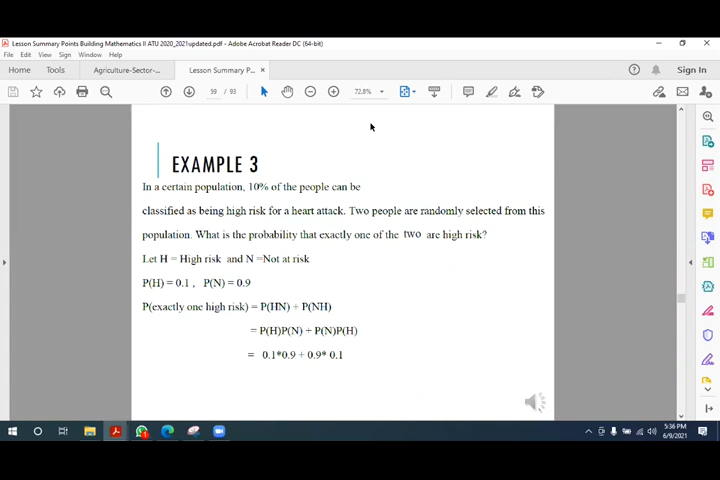 Lesson Summary Points Building Mathematics II ATU 2020_2021updated.pdf - Adobe Acrobat Reader DC (64-bit)
File Edit View Sign Window Help
Home Tools Agriculture-Sector-... Lesson Summary P... × Sign In
59 / 93 72.8%
EXAMPLE 3
In a certain population, 10% of the people can be
classified as being high risk for a heart attack. Two people are randomly selected from this
population. What is the probability that exactly one of the two are high risk?
Let H = High risk and N =Not at risk
P(H) = 0.1 , P(N) = 0.9
P(exactly one high risk) = P(HN) + P(NH)
= P(H)P(N) + P(N)P(H)
= 0.1*0.9 + 0.9* 0.1
5:36 PM
6/9/2021